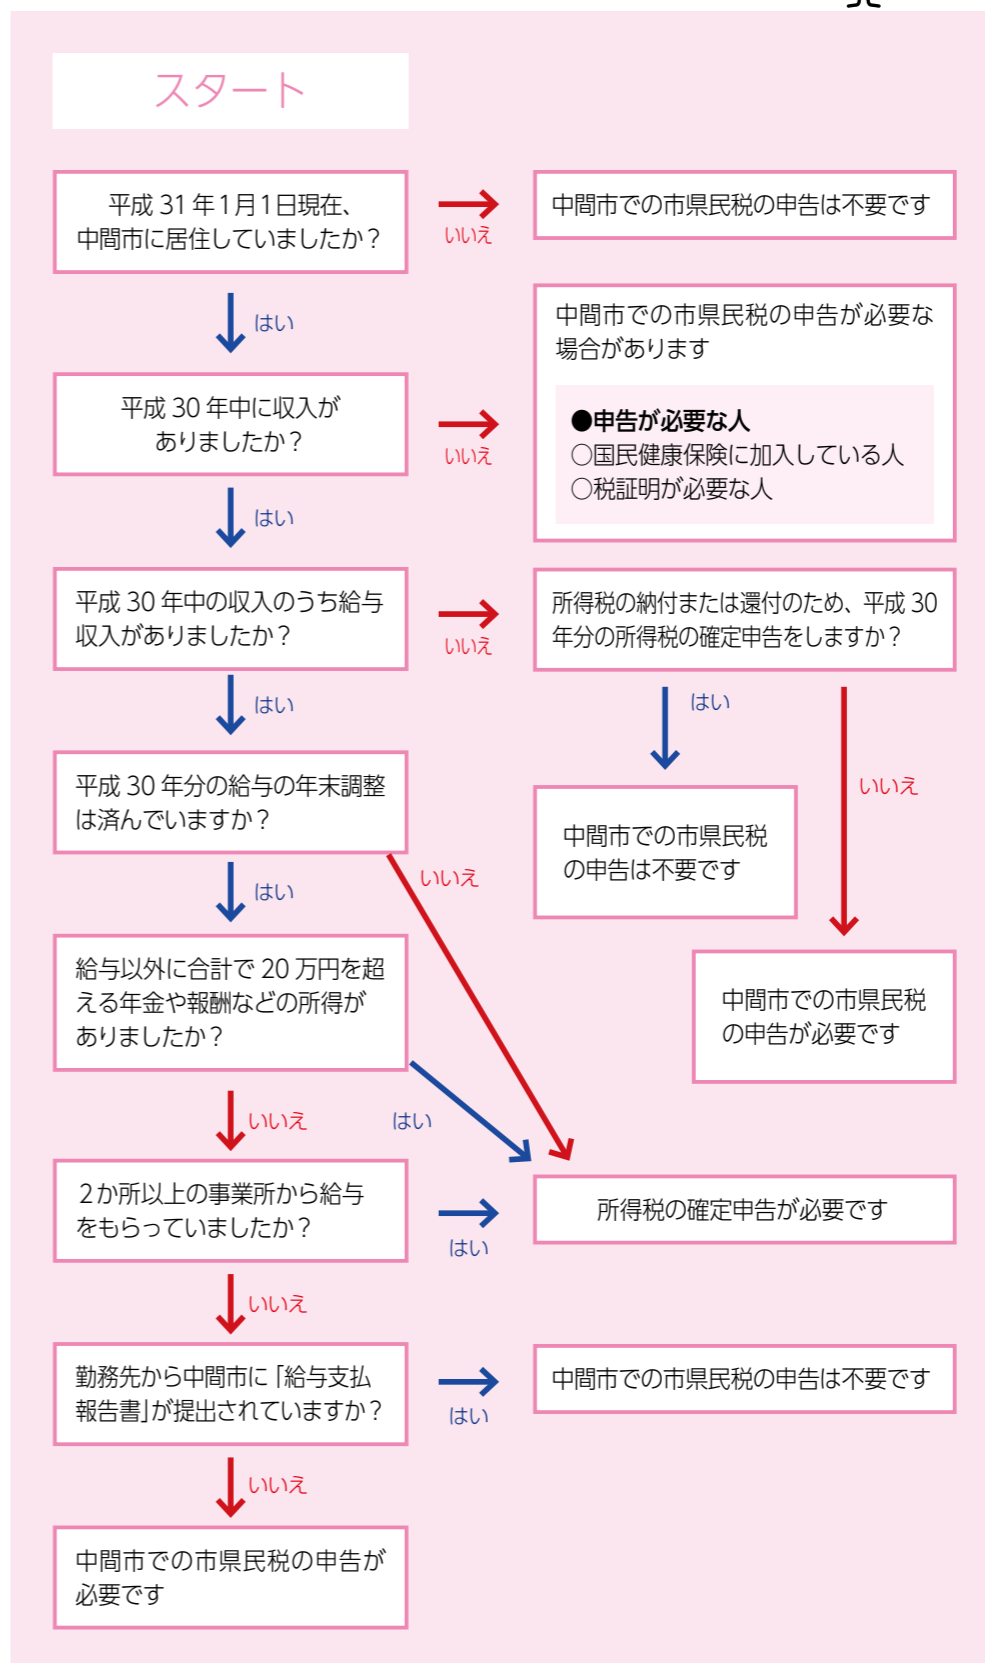 スタート
平成 31 年1月1日現在、
中間市に居住していましたか？
いいえ
中間市での市県民税の申告は不要です
はい
平成 30 年中に収入が
ありましたか？
いいえ
中間市での市県民税の申告が必要な
場合があります
●申告が必要な人
○国民健康保険に加入している人
○税証明が必要な人
はい
平成 30 年中の収入のうち給与
収入がありましたか？
いいえ
所得税の納付または還付のため、平成 30
年分の所得税の確定申告をしますか？
はい
中間市での市県民税
の申告は不要です
いいえ
中間市での市県民税
の申告が必要です
はい
平成 30 年分の給与の年末調整
は済んでいますか？
いいえ
はい
給与以外に合計で 20 万円を超
える年金や報酬などの所得が
ありましたか？
はい
いいえ
２か所以上の事業所から給与
をもらっていましたか？
はい
所得税の確定申告が必要です
いいえ
勤務先から中間市に「給与支払
報告書」が提出されていますか？
はい
中間市での市県民税の申告は不要です
いいえ
中間市での市県民税の申告が
必要です